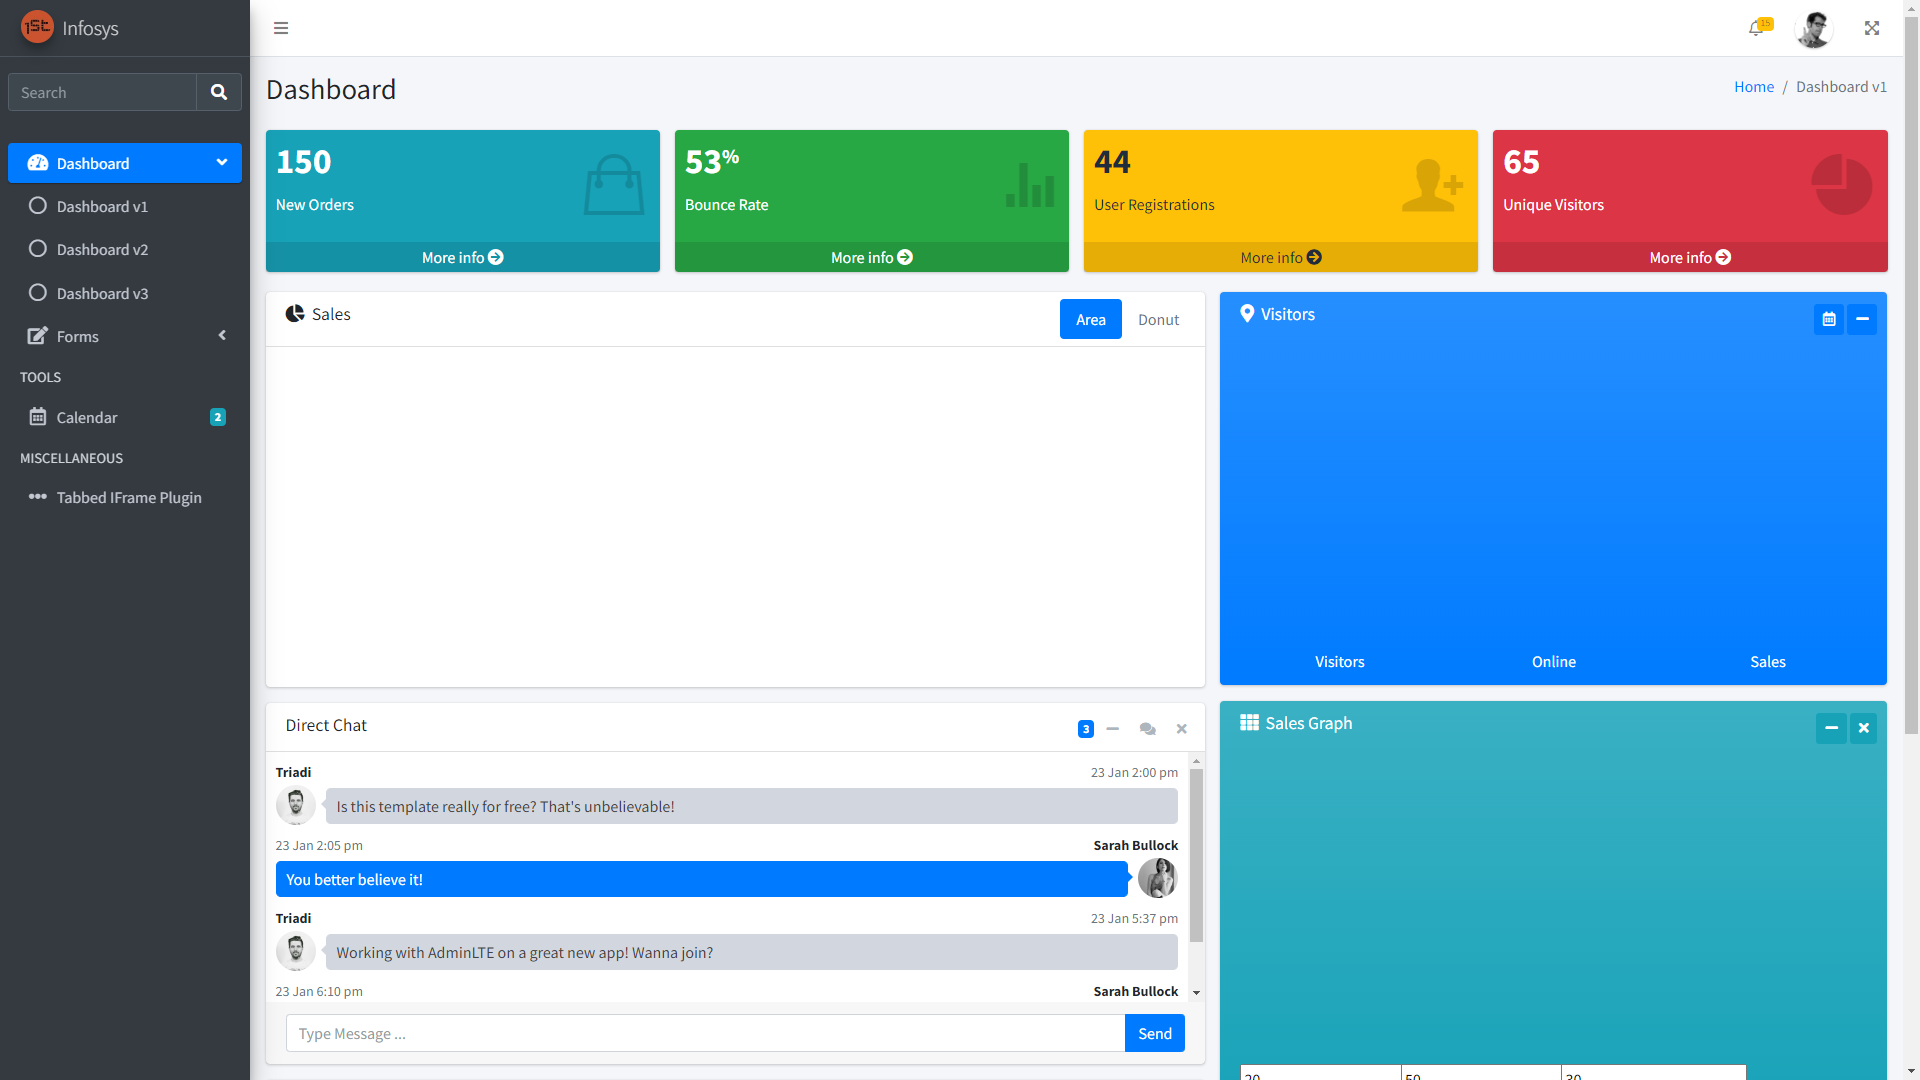 1st Infosys
15
Search
Dashboard
Home / Dashboard v1
Dashboard
Dashboard v1
Dashboard v2
Dashboard v3
Forms
TOOLS
Calendar 2
MISCELLANEOUS
Tabbed IFrame Plugin
150
New Orders
More info
53%
Bounce Rate
More info
44
User Registrations
More info
65
Unique Visitors
More info
Sales
Area Donut
Visitors
Visitors Online Sales
Direct Chat
3
Triadi 23 Jan 2:00 pm
Is this template really for free? That's unbelievable!
23 Jan 2:05 pm Sarah Bullock
You better believe it!
Triadi 23 Jan 5:37 pm
Working with AdminLTE on a great new app! Wanna join?
23 Jan 6:10 pm Sarah Bullock
Type Message ... Send
Sales Graph
20 50 30